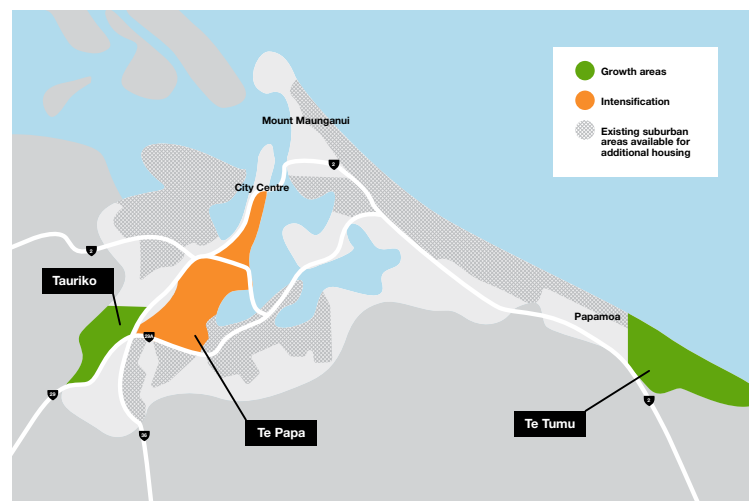 Growth areas
Intensification
Existing suburban
areas available for
additional housing
Mount Maunganui
2
City Centre
2
Tauriko
Papamoa
29A
29
2
Te Tumu
Te Papa
36